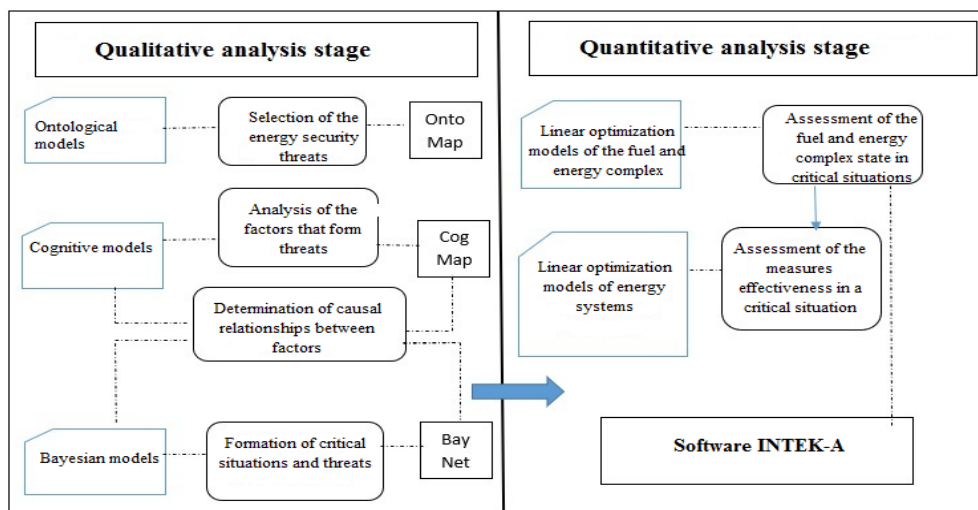 Qualitative analysis stage
Ontological
models
Selection of the
energy security
threats
Onto
Map
Cognitive models
Analysis of the
factors that form
threats
Cog
Map
Determination of causal
relationships between
factors
Bayesian models
Formation of critical
situations and threats
Bay
Net
Quantitative analysis stage
Linear optimization
models of the fuel and
energy complex
Assessment of the
fuel and energy
complex state in
critical situations
Linear optimization
models of energy
systems
Assessment of the
measures
effectiveness in a
critical situation
Software INTEK-A